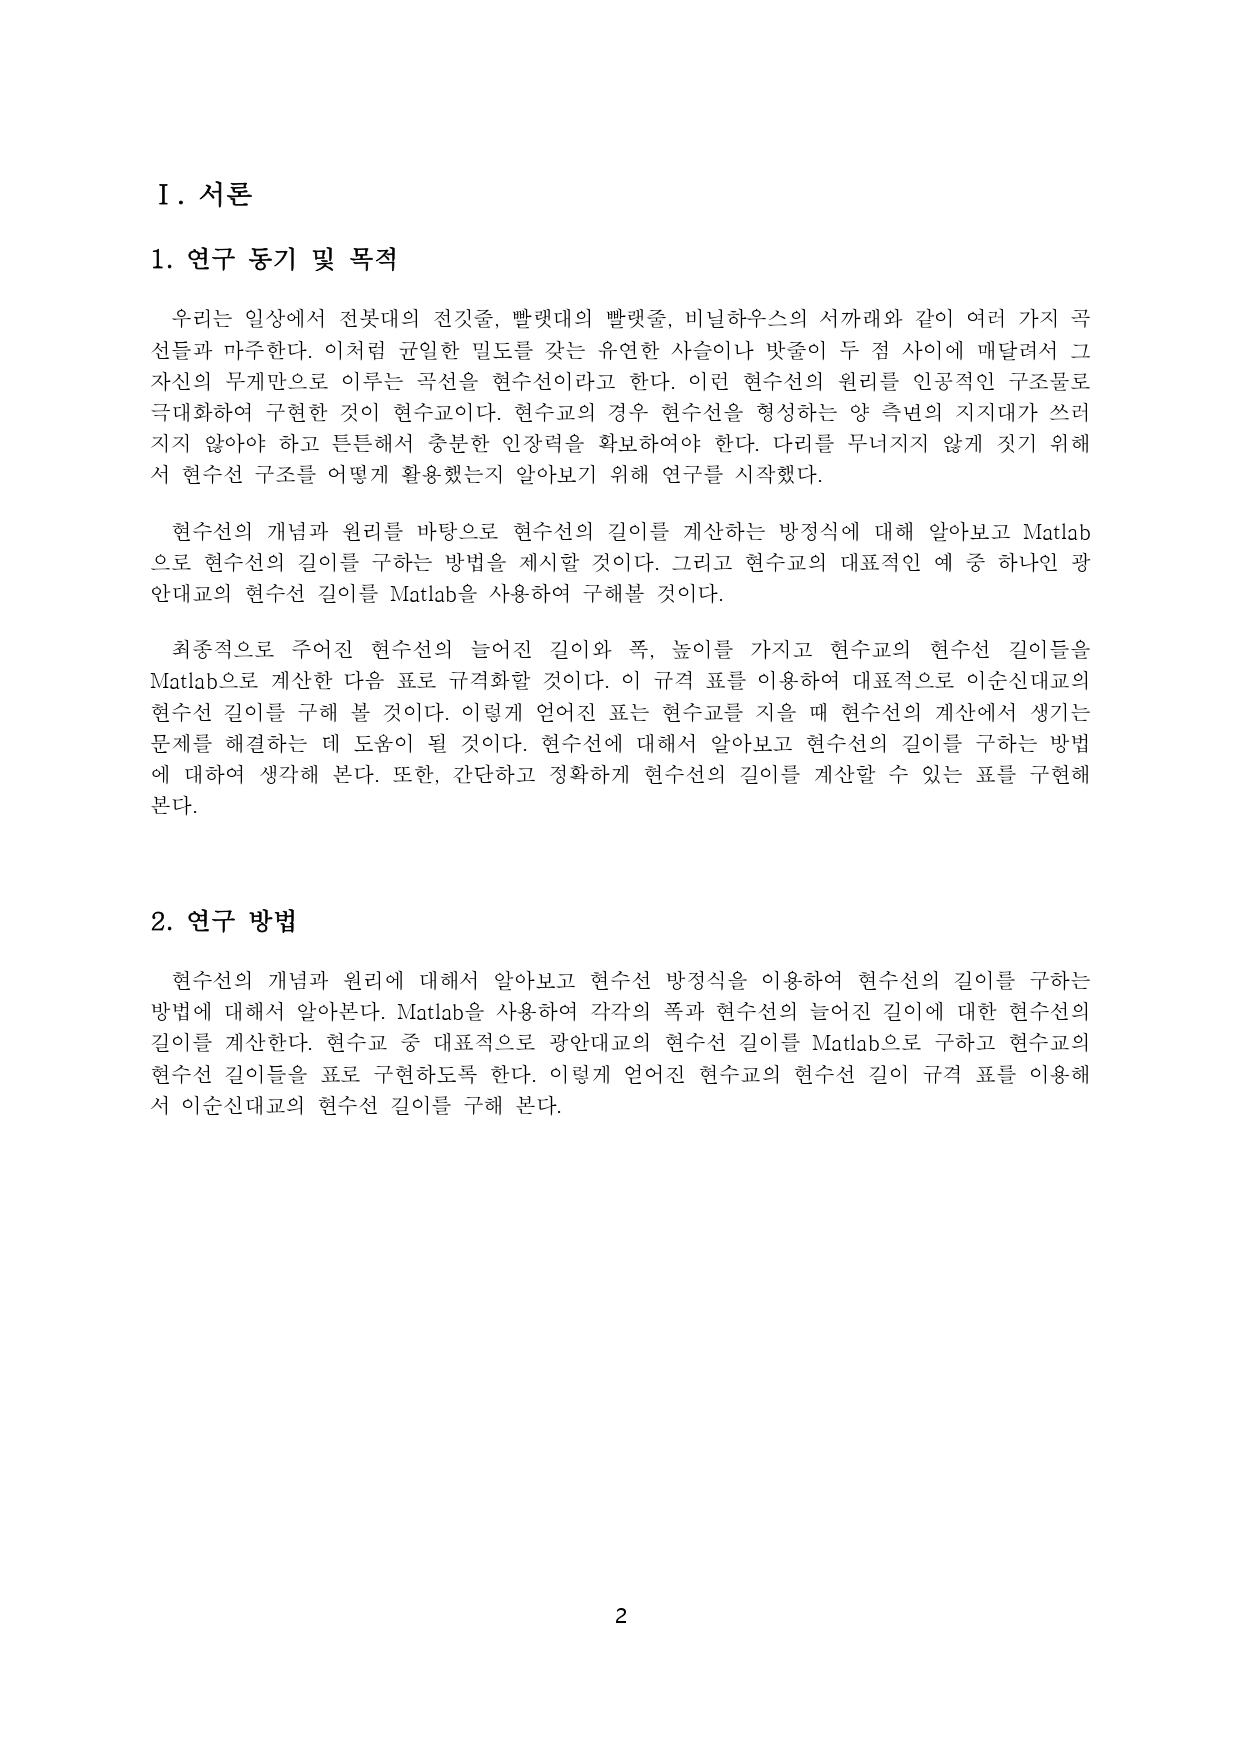 Ⅰ. 서론
1. 연구 동기 및 목적
우리는 일상에서 전봇대의 전깃줄, 빨랫대의 빨랫줄, 비닐하우스의 서까래와 같이 여러 가지 곡
선들과 마주한다. 이처럼 균일한 밀도를 갖는 유연한 사슬이나 밧줄이 두 점 사이에 매달려서 그
자신의 무게만으로 이루는 곡선을 현수선이라고 한다. 이런 현수선의 원리를 인공적인 구조물로
극대화하여 구현한 것이 현수교이다. 현수교의 경우 현수선을 형성하는 양 측면의 지지대가 쓰러
지지 않아야 하고 튼튼해서 충분한 인장력을 확보하여야 한다. 다리를 무너지지 않게 짓기 위해
서 현수선 구조를 어떻게 활용했는지 알아보기 위해 연구를 시작했다.
현수선의 개념과 원리를 바탕으로 현수선의 길이를 계산하는 방정식에 대해 알아보고 Matlab
으로 현수선의 길이를 구하는 방법을 제시할 것이다. 그리고 현수교의 대표적인 예 중 하나인 광
안대교의 현수선 길이를 Matlab을 사용하여 구해볼 것이다.
최종적으로 주어진 현수선의 늘어진 길이와 폭, 높이를 가지고 현수교의 현수선 길이들을
Matlab으로 계산한 다음 표로 규격화할 것이다. 이 규격 표를 이용하여 대표적으로 이순신대교의
현수선 길이를 구해 볼 것이다. 이렇게 얻어진 표는 현수교를 지을 때 현수선의 계산에서 생기는
문제를 해결하는 데 도움이 될 것이다. 현수선에 대해서 알아보고 현수선의 길이를 구하는 방법
에 대하여 생각해 본다. 또한, 간단하고 정확하게 현수선의 길이를 계산할 수 있는 표를 구현해
본다.
2. 연구 방법
현수선의 개념과 원리에 대해서 알아보고 현수선 방정식을 이용하여 현수선의 길이를 구하는
방법에 대해서 알아본다. Matlab을 사용하여 각각의 폭과 현수선의 늘어진 길이에 대한 현수선의
길이를 계산한다. 현수교 중 대표적으로 광안대교의 현수선 길이를 Matlab으로 구하고 현수교의
현수선 길이들을 표로 구현하도록 한다. 이렇게 얻어진 현수교의 현수선 길이 규격 표를 이용해
서 이순신대교의 현수선 길이를 구해 본다.
2